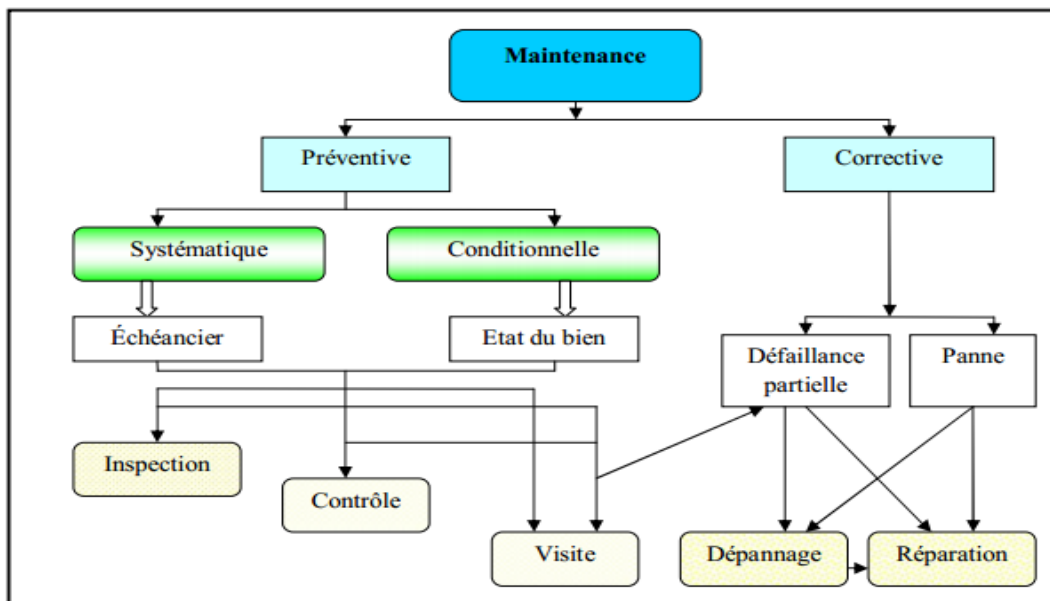 Maintenance
Préventive
Corrective
Systématique
Conditionnelle
Échéancier
Etat du bien
Défaillance
partielle
Panne
Inspection
Contrôle
Visite
Dépannage
Réparation